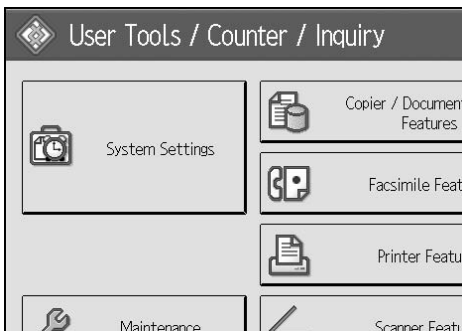 User Tools / Counter / Inquiry
System Settings
Copier / Document
Features
Facsimile Feat
Printer Featu
Maintenance
Scanner Featu